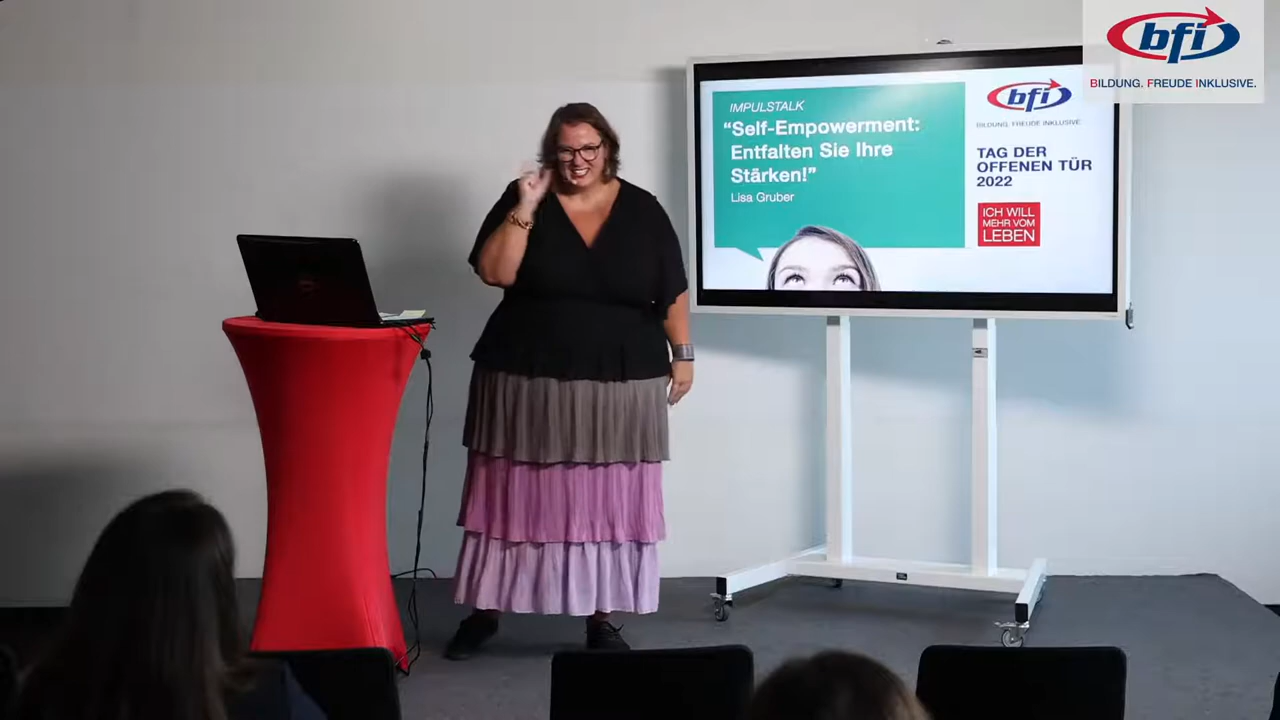 IMPULSTALK
“Self-Empowerment:
Entfalten Sie Ihre
Stärken!”
Lisa Gruber
bfi
BILDUNG. FREUDE INKLUSIVE.
TAG DER
OFFENEN TÜR
2022
ICH WILL
MEHR VOM
LEBEN
bfi
BILDUNG. FREUDE INKLUSIVE.